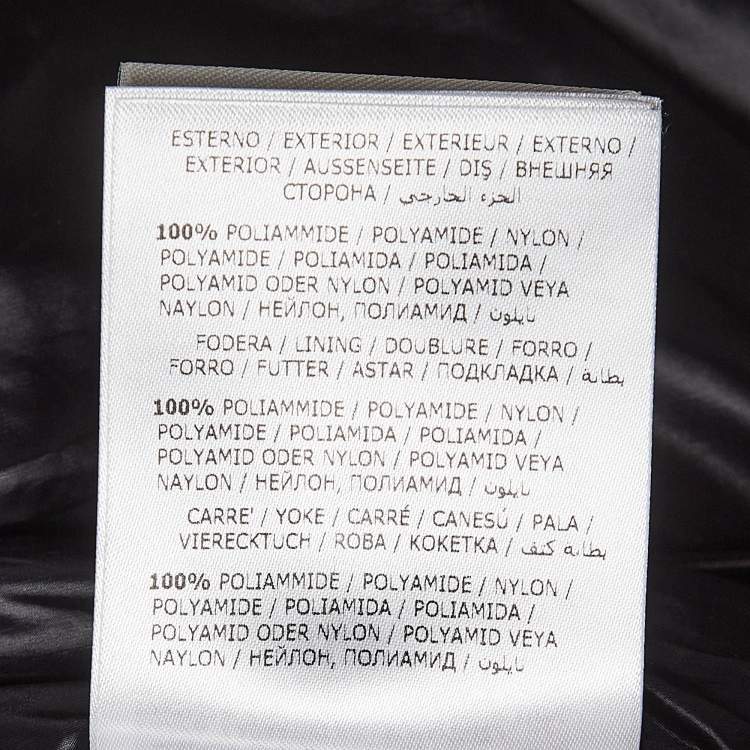 ESTERNO / EXTERIOR / EXTERIEUR / EXTERNO /
EXTERIOR / AUSSENSEITE / DIŞ / ВНЕШНЯЯ
СТОРОНА / الجزء الخارجي
100% POLIAMMIDE / POLYAMIDE / NYLON /
POLYAMIDE / POLIAMIDA / POLIAMIDA /
POLYAMID ODER NYLON / POLYAMID VEYA
NAYLON / НЕЙЛОН, ПОЛИАМИД / نايلون
FODERA / LINING / DOUBLURE / FORRO /
FORRO / FUTTER / ASTAR / ПОДКЛАДКА / بطانة
100% POLIAMMIDE / POLYAMIDE / NYLON /
POLYAMIDE / POLIAMIDA / POLIAMIDA /
POLYAMID ODER NYLON / POLYAMID VEYA
NAYLON / НЕЙЛОН, ПОЛИАМИД / نايلون
CARRE' / YOKE / CARRÉ / CANESÚ / PALA /
VIERECKTUCH / ROBA / КОКЕТКА / بطانة كتف
100% POLIAMMIDE / POLYAMIDE / NYLON /
POLYAMIDE / POLIAMIDA / POLIAMIDA /
POLYAMID ODER NYLON / POLYAMID VEYA
NAYLON / НЕЙЛОН, ПОЛИАМИД / نايلون